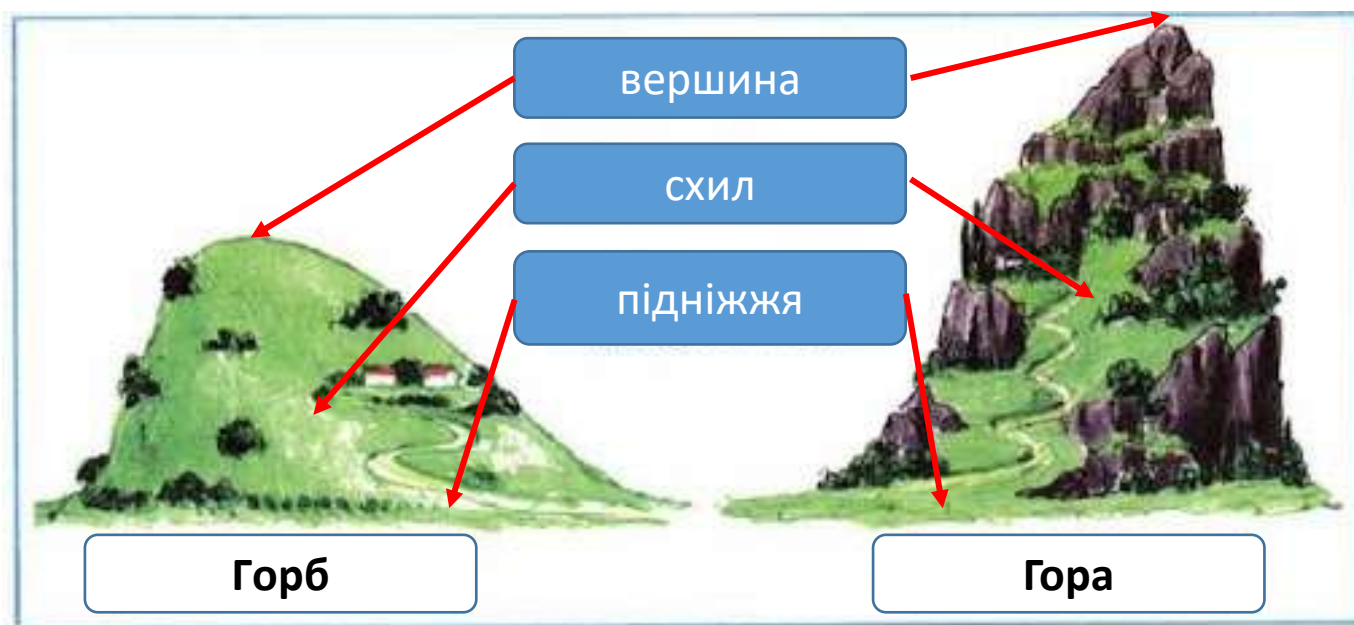 вершина
схил
підніжжя
Горб
Гора